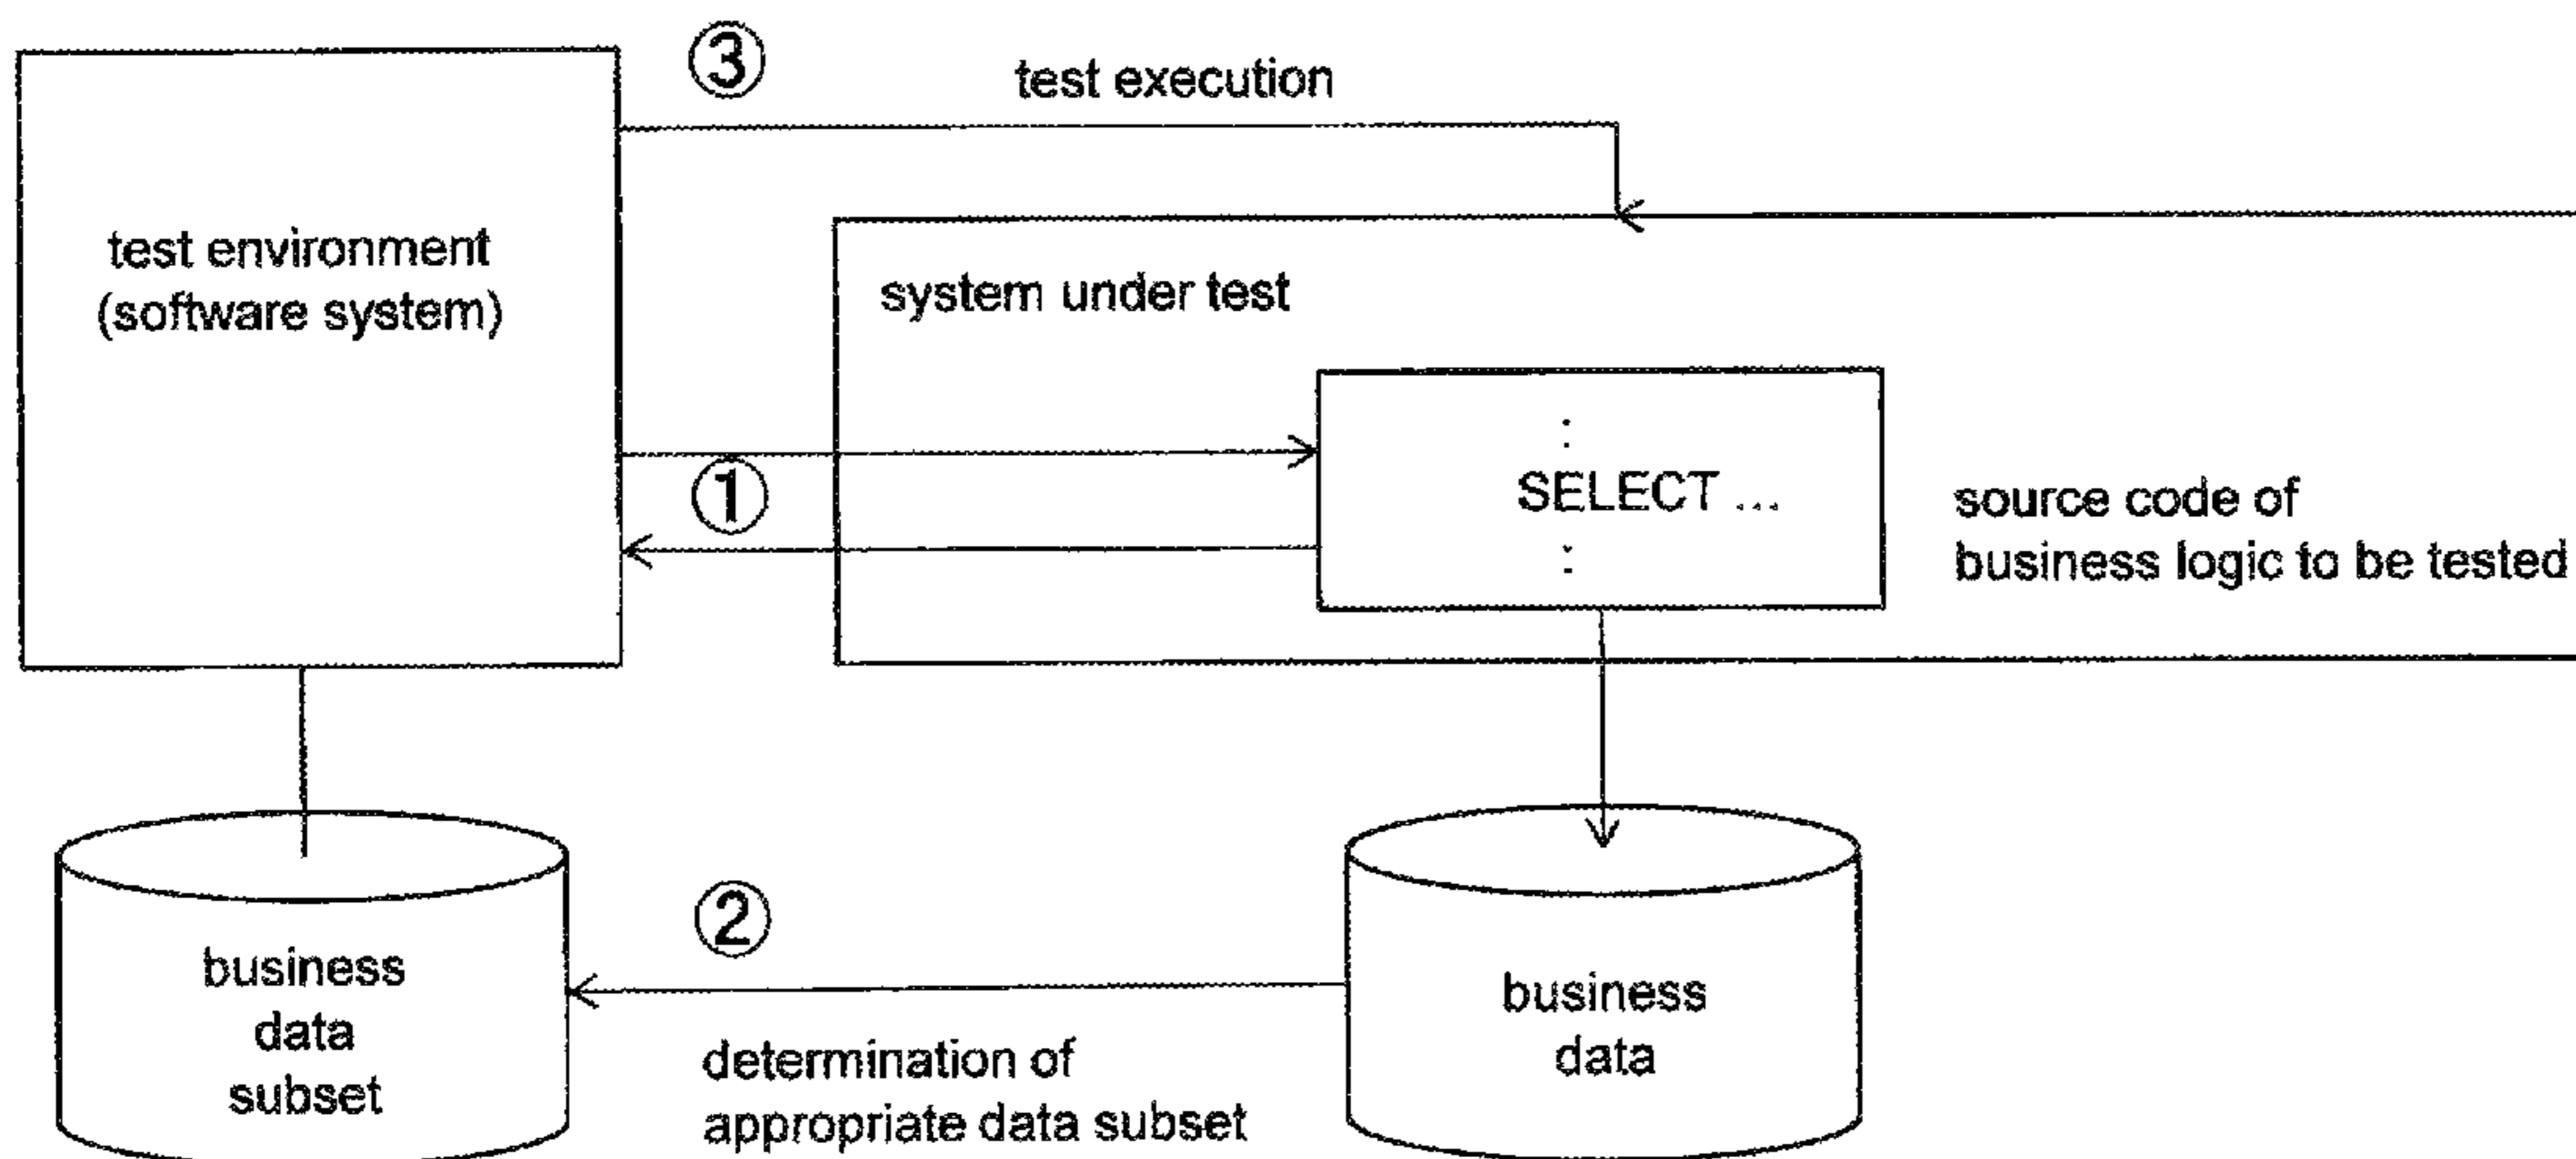 ③
test execution
test environment
(software system)
system under test
①
:
SELECT ...
:
source code of
business logic to be tested
②
business
data
subset
determination of
appropriate data subset
business
data